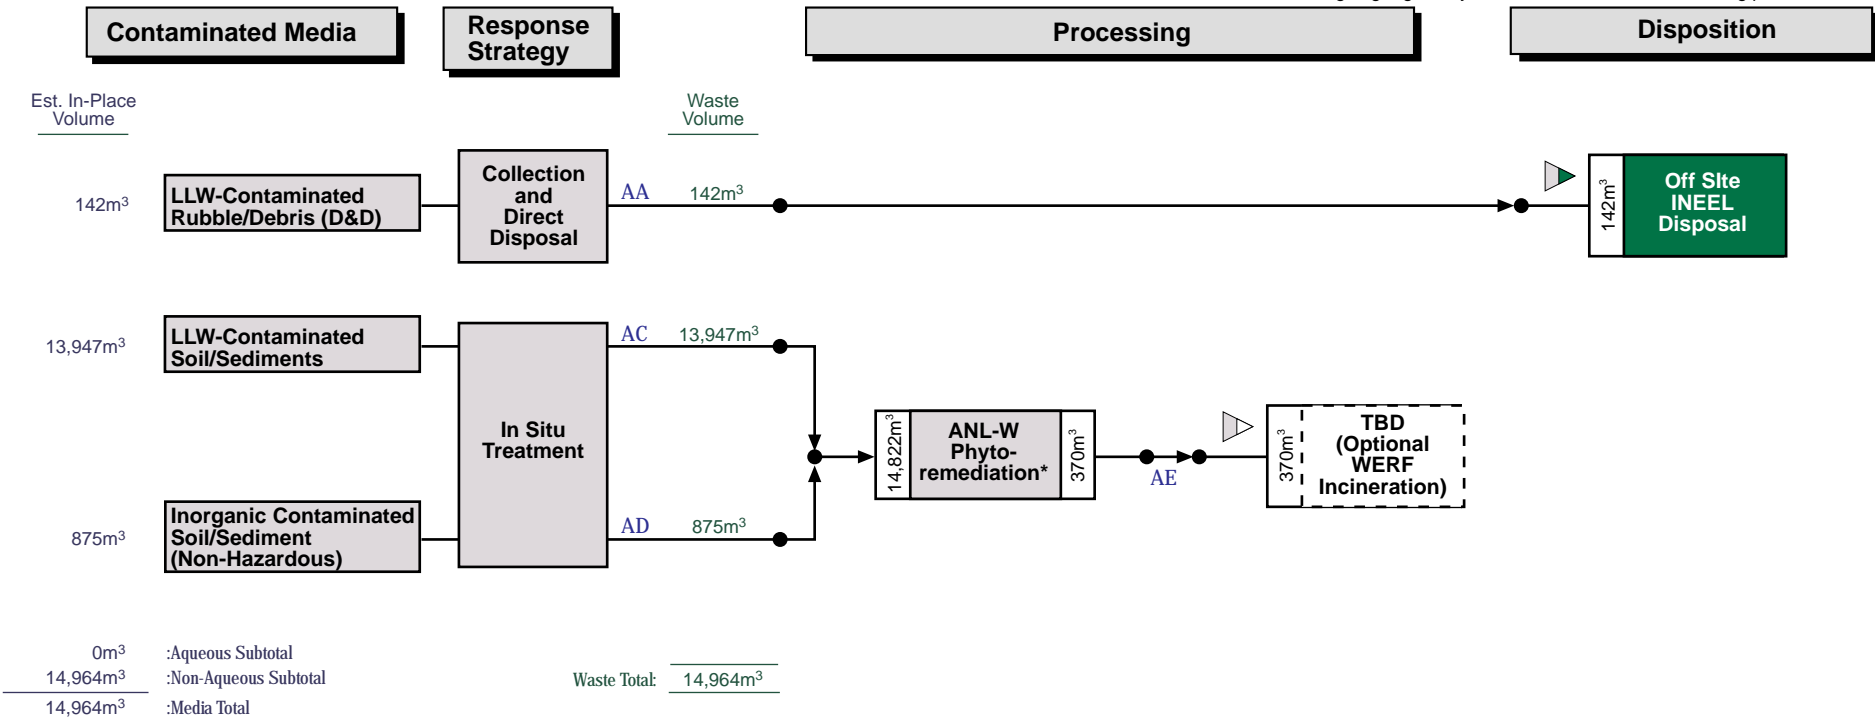 Contaminated Media
Response
Strategy
Processing
Disposition
Est. In-Place
Volume
Waste
Volume
142m³
LLW-Contaminated
Rubble/Debris (D&D)
Collection
and
Direct
Disposal
AA
142m³
142m³
Off SIte
INEEL
Disposal
13,947m³
LLW-Contaminated
Soil/Sediments
AC
13,947m³
In Situ
Treatment
14,822m³
ANL-W
Phyto-
remediation*
370m³
AE
370m³
TBD
(Optional
WERF
Incineration)
875m³
Inorganic Contaminated
Soil/Sediment
(Non-Hazardous)
AD
875m³
0m³ :Aqueous Subtotal
14,964m³ :Non-Aqueous Subtotal
Waste Total: 14,964m³
14,964m³ :Media Total